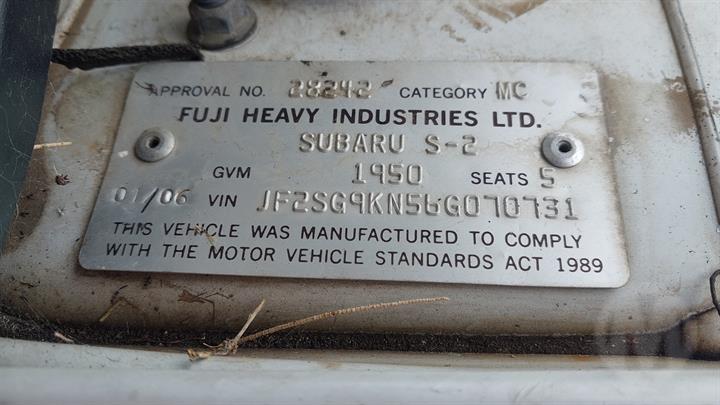 APPROVAL NO. 28242 CATEGORY MC
FUJI HEAVY INDUSTRIES LTD.
SUBARU S-2
GVM 1950 SEATS 5
01/06 VIN JF2SG9KN56G070731
THIS VEHICLE WAS MANUFACTURED TO COMPLY
WITH THE MOTOR VEHICLE STANDARDS ACT 1989